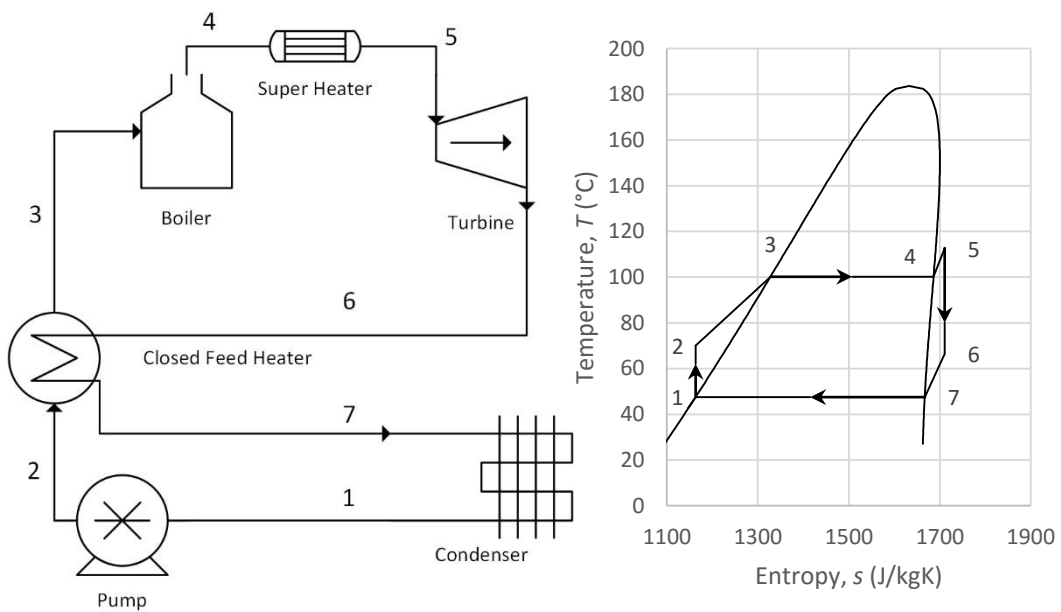 4
5
Super Heater
3
Boiler
Turbine
6
Closed Feed Heater
7
2
1
Condenser
Pump
200
180
160
140
120
100
80
60
40
20
0
Temperature, T (°C)
3
4
5
2
6
1
7
1100 1300 1500 1700 1900
Entropy, s (J/kgK)